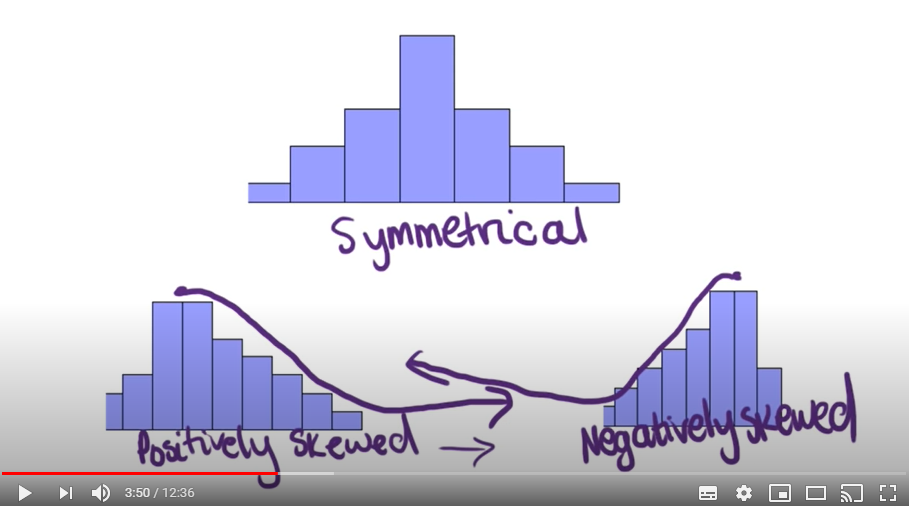 Symmetrical
Positively Skewed
Negatively skewed
3:50 / 12:36